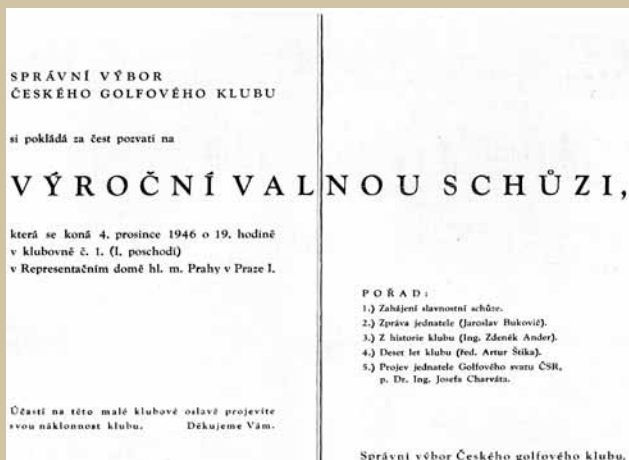 SPRÁVNÍ VÝBOR
ČESKÉHO GOLFOVÉHO KLUBU
si pokládá za čest pozvati na
VÝROČNÍ VALNOU SCHŮZI,
která se koná 4. prosince 1946 o 19. hodině
v klubovně č. 1. (I. poschodí)
v Representačním domě hl. m. Prahy v Praze I.
Účastí na této malé klubové oslavě projevíte
svou náklonnost klubu. Děkujeme Vám.
POŘAD:
1.) Zahájení slavnostní schůze.
2.) Zpráva jednatele (Jaroslav Bukovič).
3.) Z historie klubu (Ing. Zdeněk Ander).
4.) Deset let klubu (řed. Artur Štika).
5.) Projev jednatele Golfového svazu ČSR,
p. Dr. Ing. Josefa Charváta.
Správní výbor Českého golfového klubu.